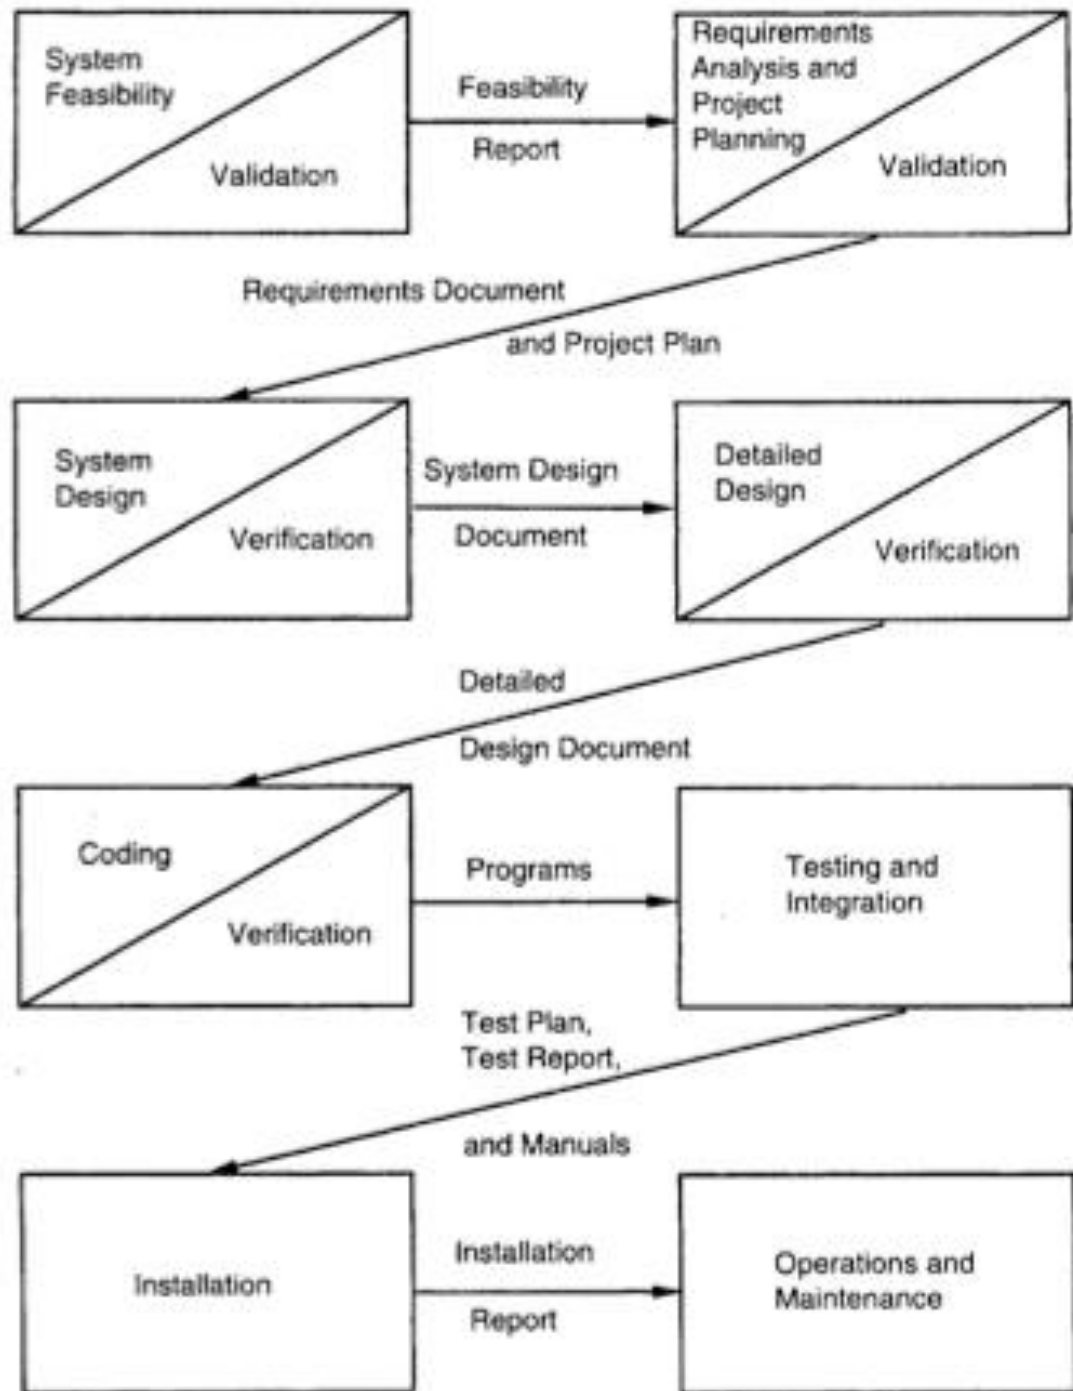 System
Feasibility
Validation
Feasibility
Report
Requirements
Analysis and
Project
Planning
Validation
Requirements Document
and Project Plan
System
Design
Verification
System Design
Document
Detailed
Design
Verification
Detailed
Design Document
Coding
Verification
Programs
Testing and
Integration
Test Plan,
Test Report,
and Manuals
Installation
Installation
Report
Operations and
Maintenance